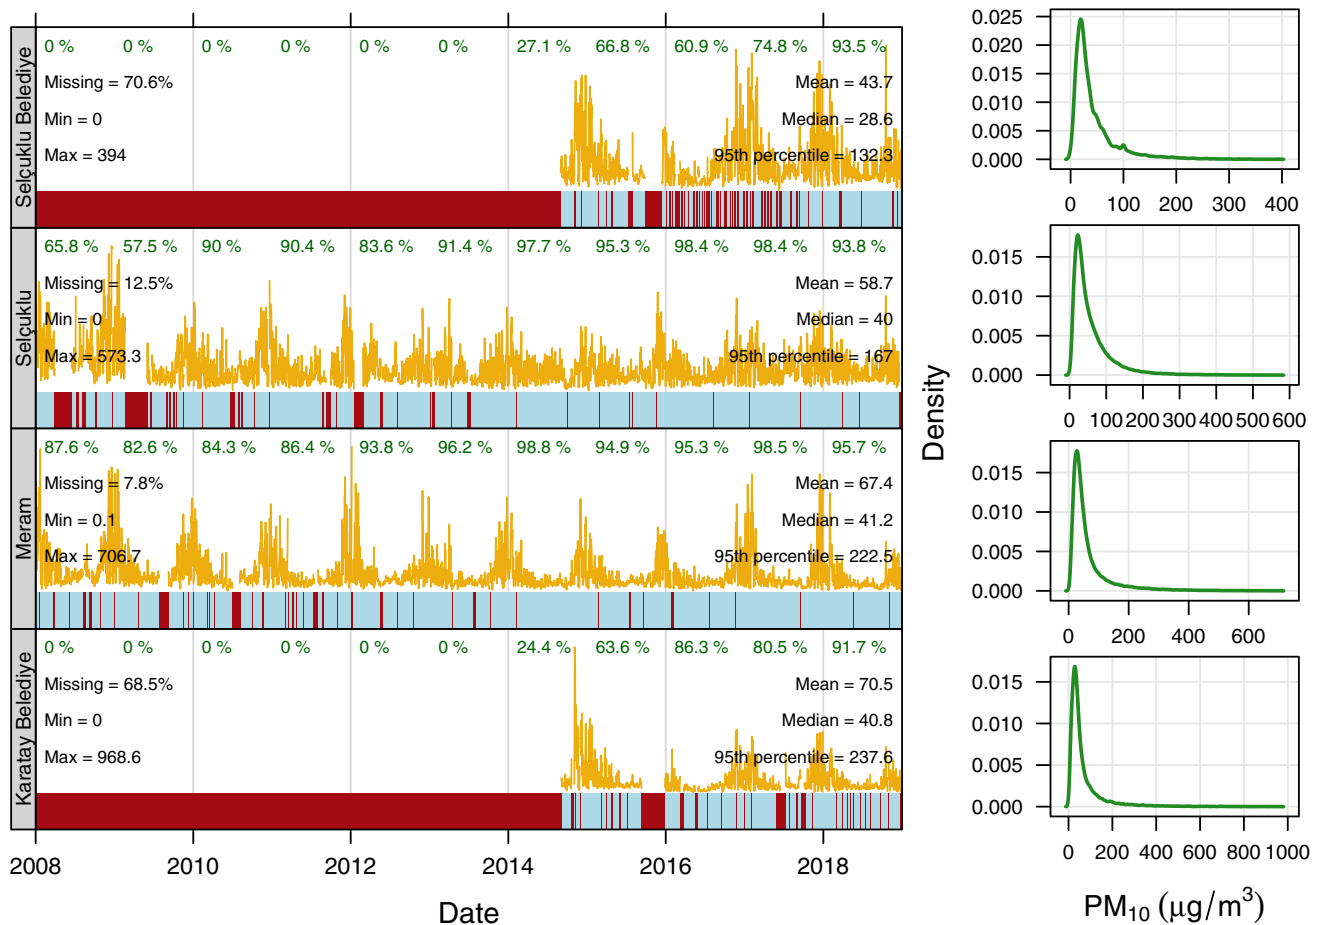 Selçuklu Belediye
0 % 0 % 0 % 0 % 0 % 0 % 27.1 % 66.8 % 60.9 % 74.8 % 93.5 %
Missing = 70.6% Mean = 43.7
Min = 0 Median = 28.6
Max = 394 95th percentile = 132.3
Selçuklu
65.8 % 57.5 % 90 % 90.4 % 83.6 % 91.4 % 97.7 % 95.3 % 98.4 % 98.4 % 93.8 %
Missing = 12.5% Mean = 58.7
Min = 0 Median = 40
Max = 573.3 95th percentile = 167
Meram
87.6 % 82.6 % 84.3 % 86.4 % 93.8 % 96.2 % 98.8 % 94.9 % 95.3 % 98.5 % 95.7 %
Missing = 7.8% Mean = 67.4
Min = 0.1 Median = 41.2
Max = 706.7 95th percentile = 222.5
Karatay Belediye
0 % 0 % 0 % 0 % 0 % 0 % 24.4 % 63.6 % 86.3 % 80.5 % 91.7 %
Missing = 68.5% Mean = 70.5
Min = 0 Median = 40.8
Max = 968.6 95th percentile = 237.6
2008 2010 2012 2014 2016 2018
Date
Density
0.025
0.020
0.015
0.010
0.005
0.000
0 100 200 300 400
0.015
0.010
0.005
0.000
0 100 200 300 400 500 600
0.015
0.010
0.005
0.000
0 200 400 600
0.015
0.010
0.005
0.000
0 200 400 600 800 1000
PM₁₀ (μg/m³)